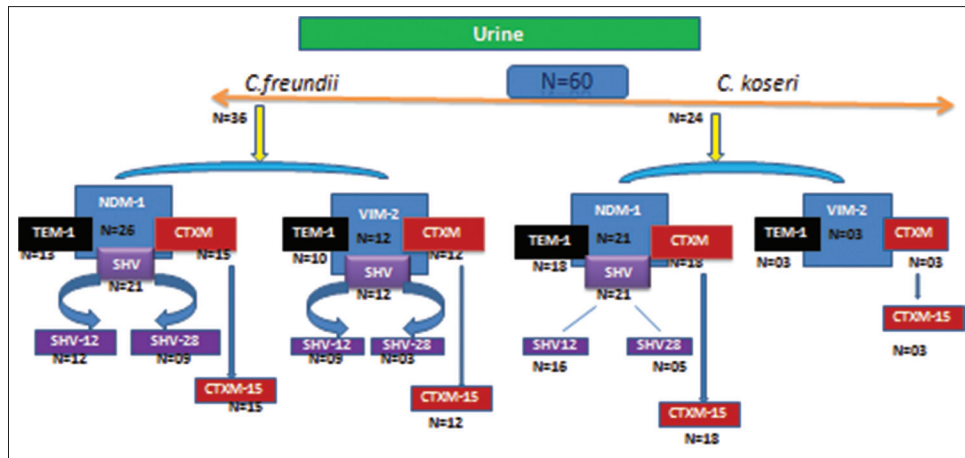 Urine
N=60
C.freundii
C. koseri
N=36
N=24
NDM-1
TEM-1
N=26
CTXM
N=13
N=15
SHV
N=21
SHV-12
SHV-28
N=12
N=09
CTXM-15
N=15
VIM-2
TEM-1
N=12
CTXM
N=10
N=12
SHV
N=12
SHV-12
SHV-28
N=09
N=03
CTXM-15
N=12
NDM-1
TEM-1
N=21
CTXM
N=18
N=18
SHV
N=21
SHV12
SHV28
N=16
N=05
CTXM-15
N=18
VIM-2
TEM-1
N=03
CTXM
N=03
N=03
CTXM-15
N=03